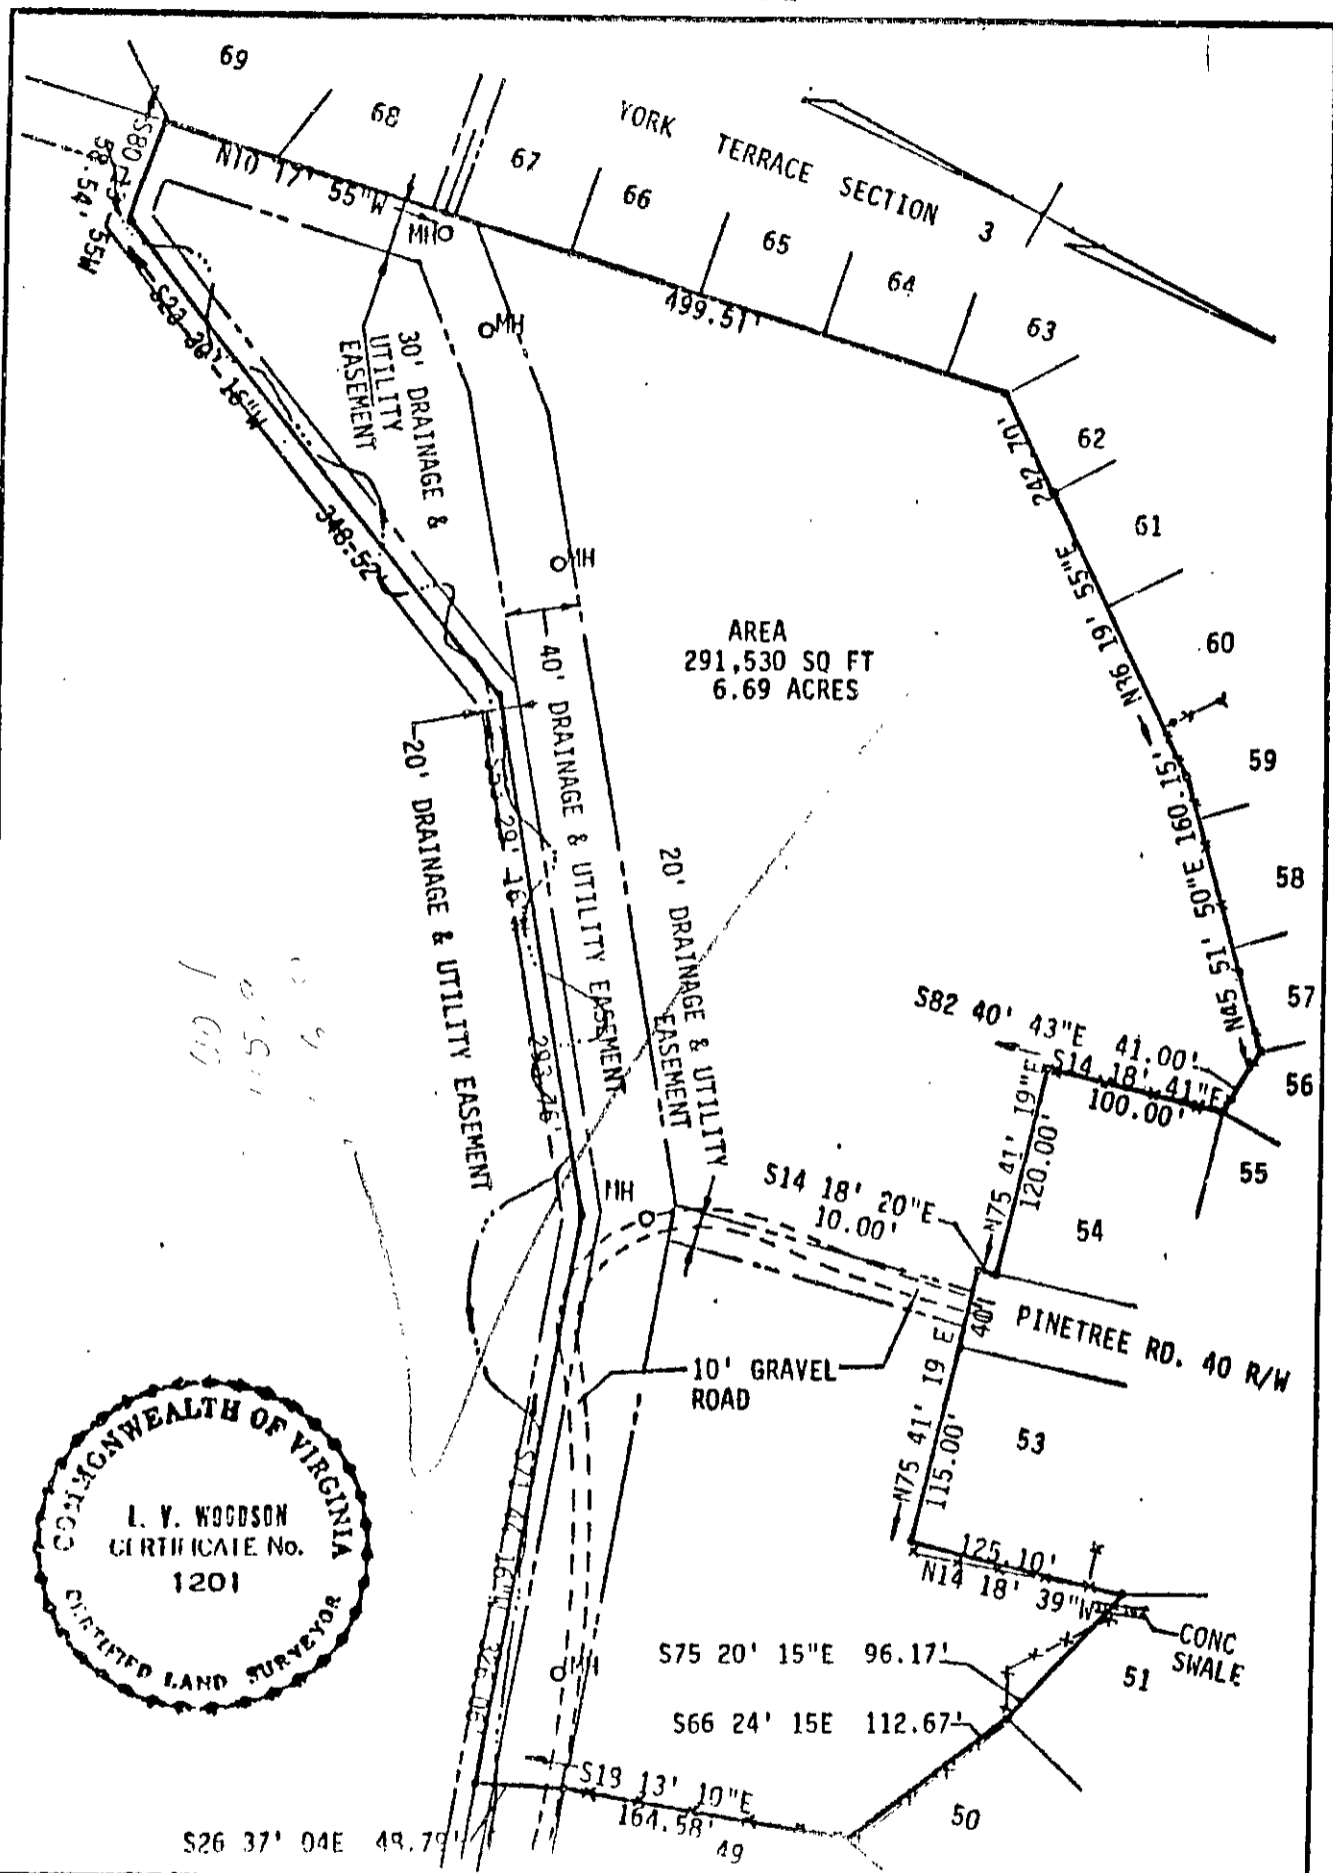 69
68
67
66
65
64
63
62
61
60
59
58
57
56
55
54
53
51
50
49
YORK TERRACE SECTION 3
N10 19' 55"W
499.51'
58.54'
MH
MH
30' DRAINAGE &
UTILITY
EASEMENT
348.52'
242.70'
N36 19' 55"E
AREA
291,530 SQ FT
6.69 ACRES
N45 51' 50"E 160.15'
40' DRAINAGE & UTILITY EASEMENT
20' DRAINAGE & UTILITY EASEMENT
20' DRAINAGE & UTILITY
EASEMENT
293.76'
S82 40' 43"E
41.00'
S14 18' 41"E
100.00'
N75 41' 19"E
120.00'
S14 18' 20"E
10.00'
MH
40'
PINETREE RD. 40 R/W
10' GRAVEL
ROAD
N75 41' 19 E
115.00'
125.10'
N14 18' 39"W
CONC
SWALE
S75 20' 15"E 96.17'
S66 24' 15E 112.67'
MH
164.58'
S26 37' 04E 48.79'
COMMONWEALTH OF VIRGINIA
L. V. WOODSON
CERTIFICATE No.
1201
CERTIFIED LAND SURVEYOR